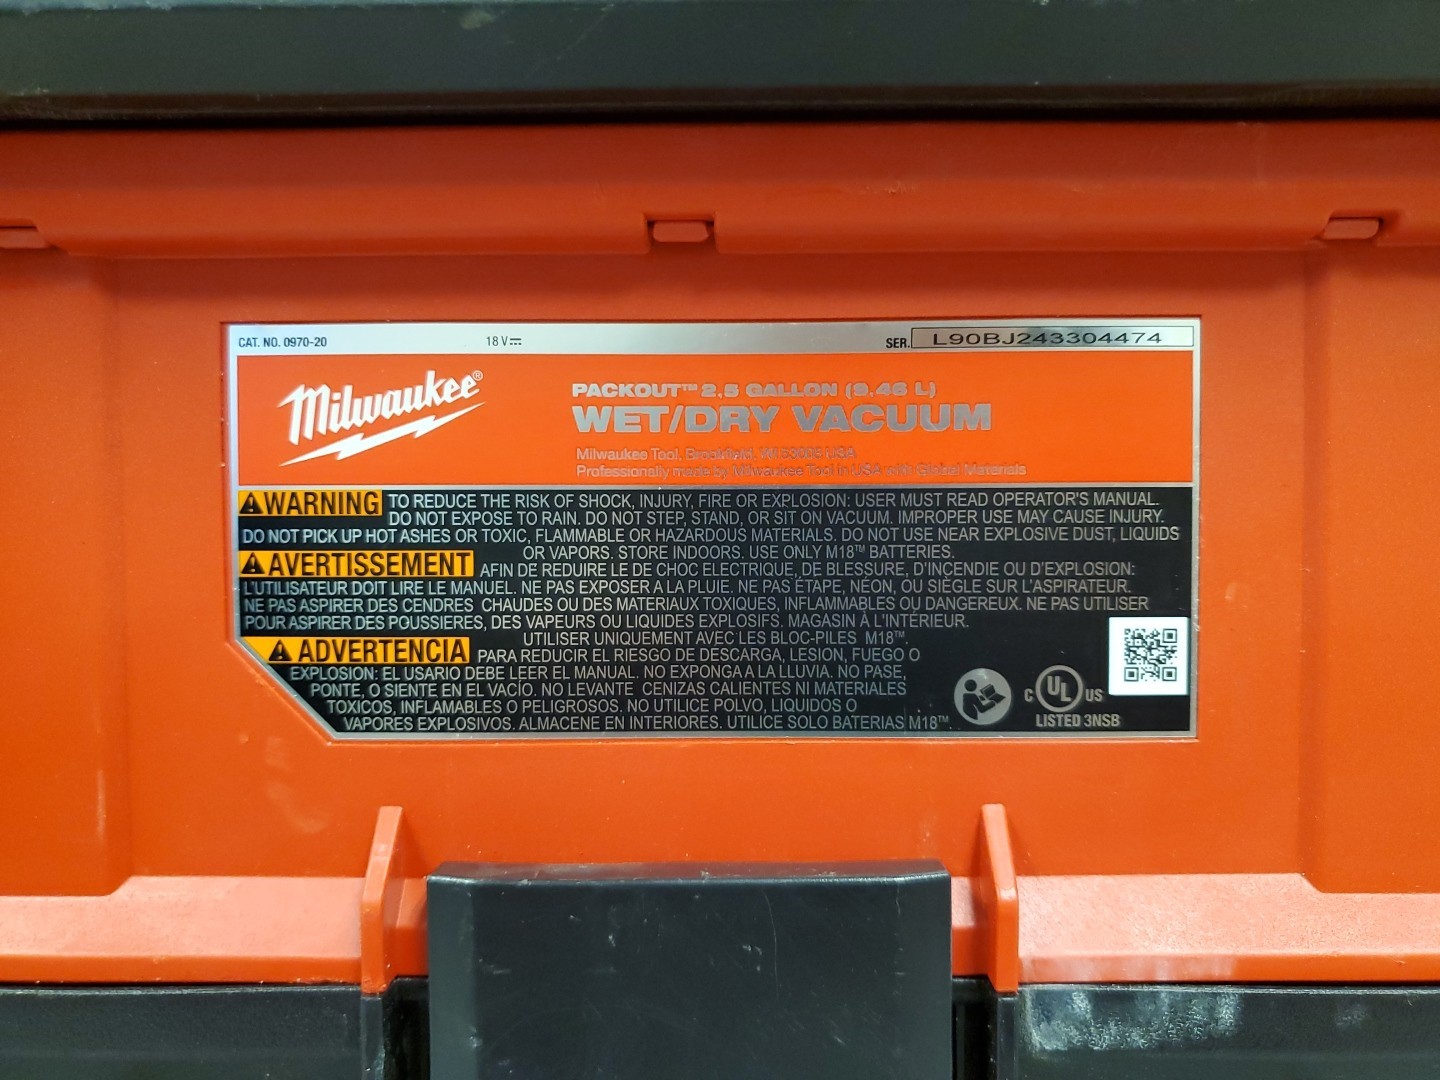 CAT. NO. 0970-20 18 V⎓ SER. L90BJ243304474
Milwaukee®
PACKOUT™ 2.5 GALLON (9.46 L)
WET/DRY VACUUM
Milwaukee Tool, Brookfield, WI 53005 USA
Professionally made by Milwaukee Tool in USA with Global Materials
⚠WARNING TO REDUCE THE RISK OF SHOCK, INJURY, FIRE OR EXPLOSION: USER MUST READ OPERATOR'S MANUAL.
DO NOT EXPOSE TO RAIN. DO NOT STEP, STAND, OR SIT ON VACUUM. IMPROPER USE MAY CAUSE INJURY.
DO NOT PICK UP HOT ASHES OR TOXIC, FLAMMABLE OR HAZARDOUS MATERIALS. DO NOT USE NEAR EXPLOSIVE DUST, LIQUIDS
OR VAPORS. STORE INDOORS. USE ONLY M18™ BATTERIES.
⚠AVERTISSEMENT AFIN DE REDUIRE LE DE CHOC ELECTRIQUE, DE BLESSURE, D'INCENDIE OU D'EXPLOSION:
L'UTILISATEUR DOIT LIRE LE MANUEL. NE PAS EXPOSER A LA PLUIE. NE PAS ÉTAPE, NÉON, OU SIÈGLE SUR L'ASPIRATEUR.
NE PAS ASPIRER DES CENDRES CHAUDES OU DES MATERIAUX TOXIQUES, INFLAMMABLES OU DANGEREUX. NE PAS UTILISER
POUR ASPIRER DES POUSSIERES, DES VAPEURS OU LIQUIDES EXPLOSIFS. MAGASIN À L'INTÉRIEUR.
UTILISER UNIQUEMENT AVEC LES BLOC-PILES M18™.
⚠ ADVERTENCIA PARA REDUCIR EL RIESGO DE DESCARGA, LESION, FUEGO O
EXPLOSION: EL USARIO DEBE LEER EL MANUAL. NO EXPONGA A LA LLUVIA. NO PASE,
PONTE, O SIENTE EN EL VACÍO. NO LEVANTE CENIZAS CALIENTES NI MATERIALES
TOXICOS, INFLAMABLES O PELIGROSOS. NO UTILICE POLVO, LIQUIDOS O
VAPORES EXPLOSIVOS. ALMACENE EN INTERIORES. UTILICE SOLO BATERIAS M18™.
C UL US
LISTED 3NSB